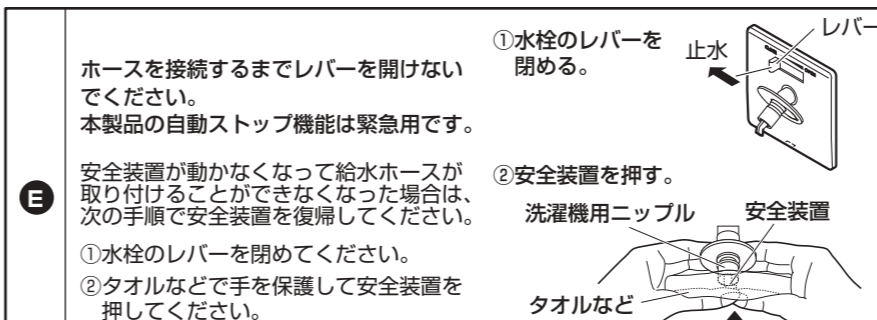 E
ホースを接続するまでレバーを開けない
でください。
本製品の自動ストップ機能は緊急用です。
安全装置が動かなくなって給水ホースが
取り付けることができなくなった場合は、
次の手順で安全装置を復帰してください。
①水栓のレバーを閉めてください。
②タオルなどで手を保護して安全装置を
押してください。
①水栓のレバーを
閉める。
止水
レバー
②安全装置を押す。
洗濯機用ニップル
安全装置
タオルなど